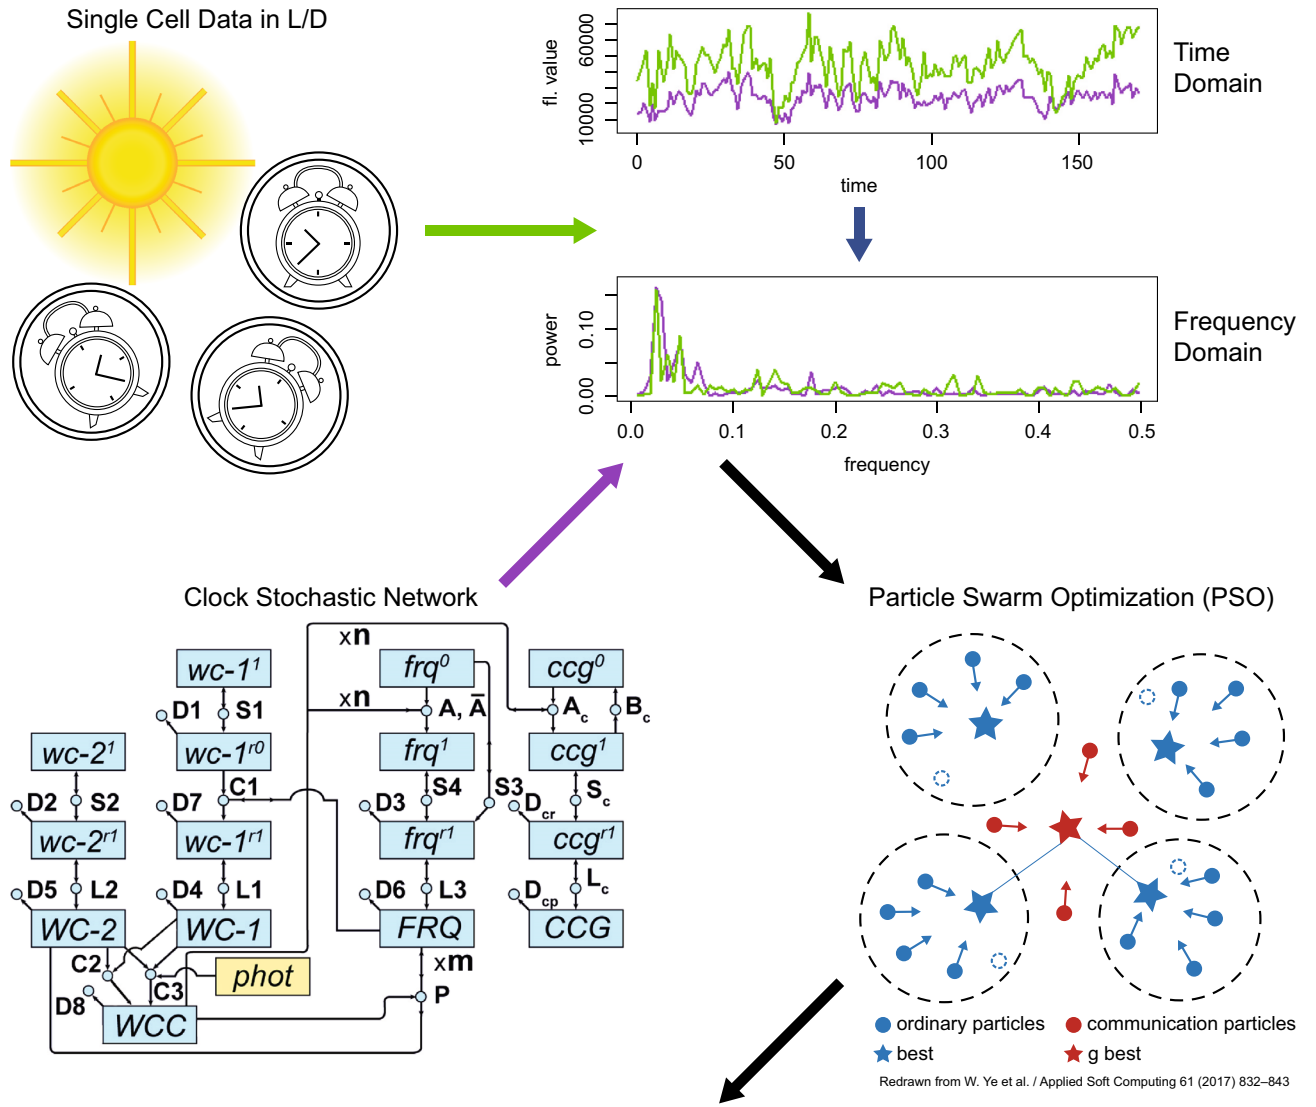 Single Cell Data in L/D
fl. value
10000
60000
0
50
100
150
time
Time
Domain
power
0.00
0.10
0.0
0.1
0.2
0.3
0.4
0.5
frequency
Frequency
Domain
Clock Stochastic Network
xn
xn
wc-1¹
frq⁰
ccg⁰
D1
S1
A, A̅
A꜀
B꜀
wc-2¹
wc-1ʳ⁰
frq¹
ccg¹
D2
S2
D7
C1
D3
S4
S3
Dcr
Sc
wc-2ʳ¹
wc-1ʳ¹
frqʳ¹
ccgʳ¹
D5
L2
D4
L1
D6
L3
Dcp
Lc
WC-2
WC-1
FRQ
CCG
C2
C3
phot
xm
D8
P
WCC
Particle Swarm Optimization (PSO)
ordinary particles
communication particles
best
g best
Redrawn from W. Ye et al. / Applied Soft Computing 61 (2017) 832–843